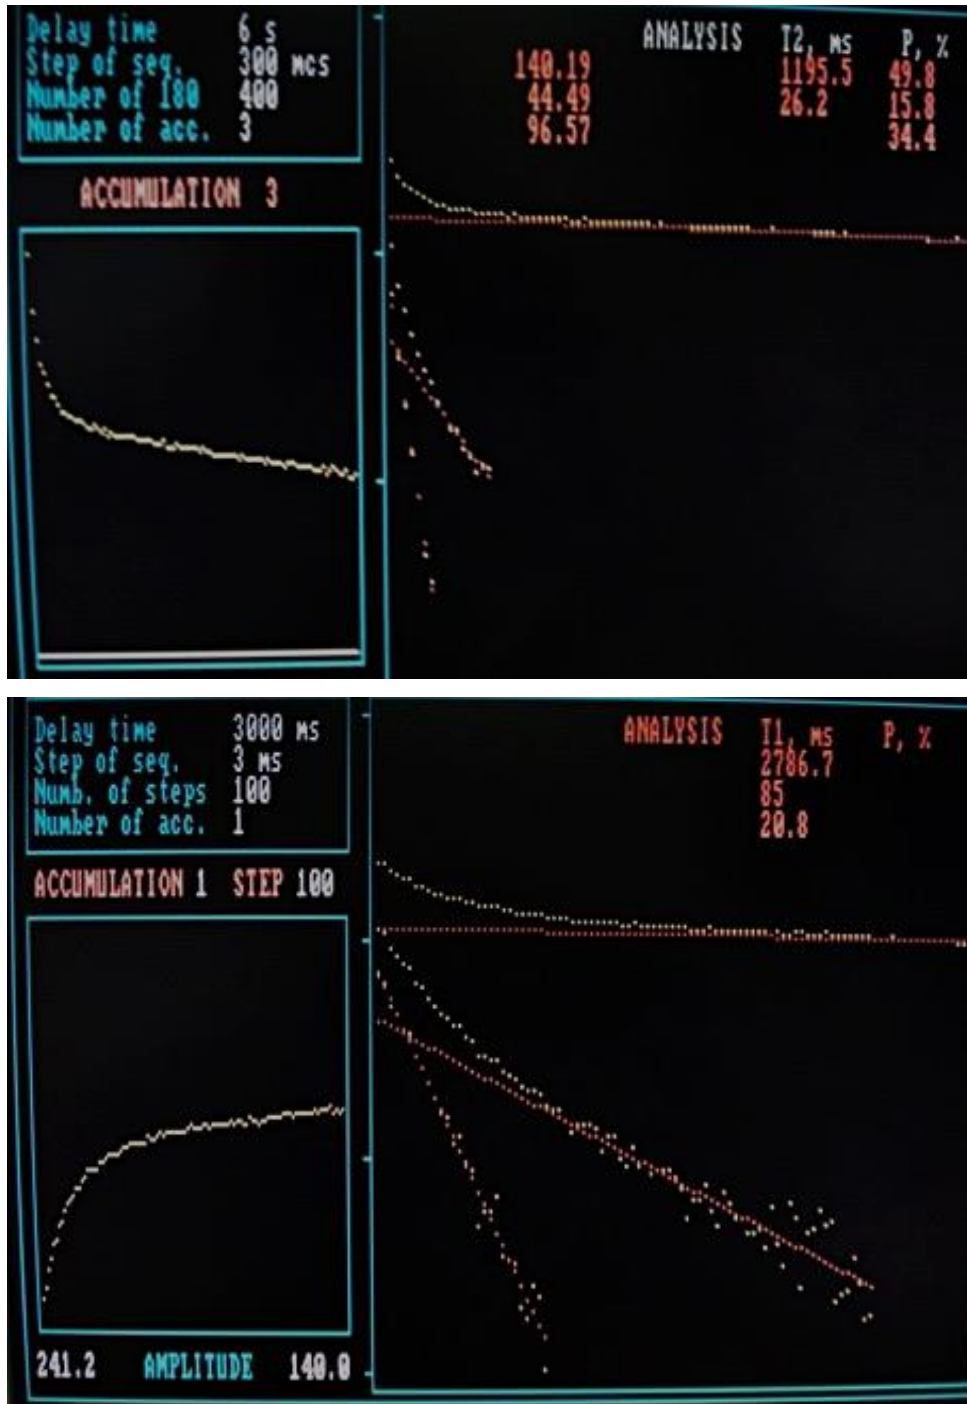 Delay time 6 s
Step of seq. 300 mcs
Number of 180 400
Number of acc. 3
ACCUMULATION 3
ANALYSIS T2, ms P, %
140.19 1195.5 49.8
44.49 26.2 15.8
96.57 34.4
Delay time 3000 ms
Step of seq. 3 ms
Numb. of steps 100
Number of acc. 1
ACCUMULATION 1 STEP 100
241.2 AMPLITUDE 140.0
ANALYSIS T1, ms P, %
2786.7
85
20.8